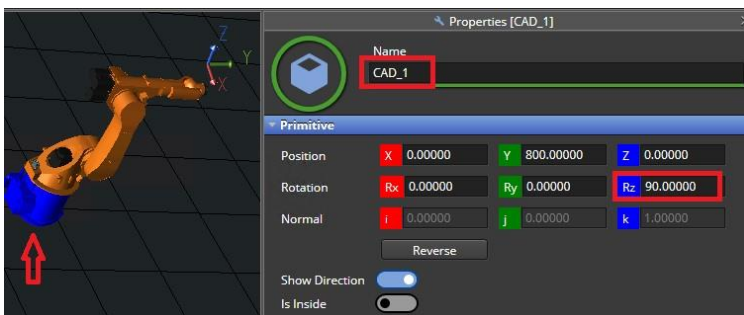 Z
Y
X
Properties [CAD_1]
Name
CAD_1
Primitive
Position X 0.00000 Y 800.00000 Z 0.00000
Rotation Rx 0.00000 Ry 0.00000 Rz 90.00000
Normal i 0.00000 j 0.00000 k 1.00000
Reverse
Show Direction
Is Inside